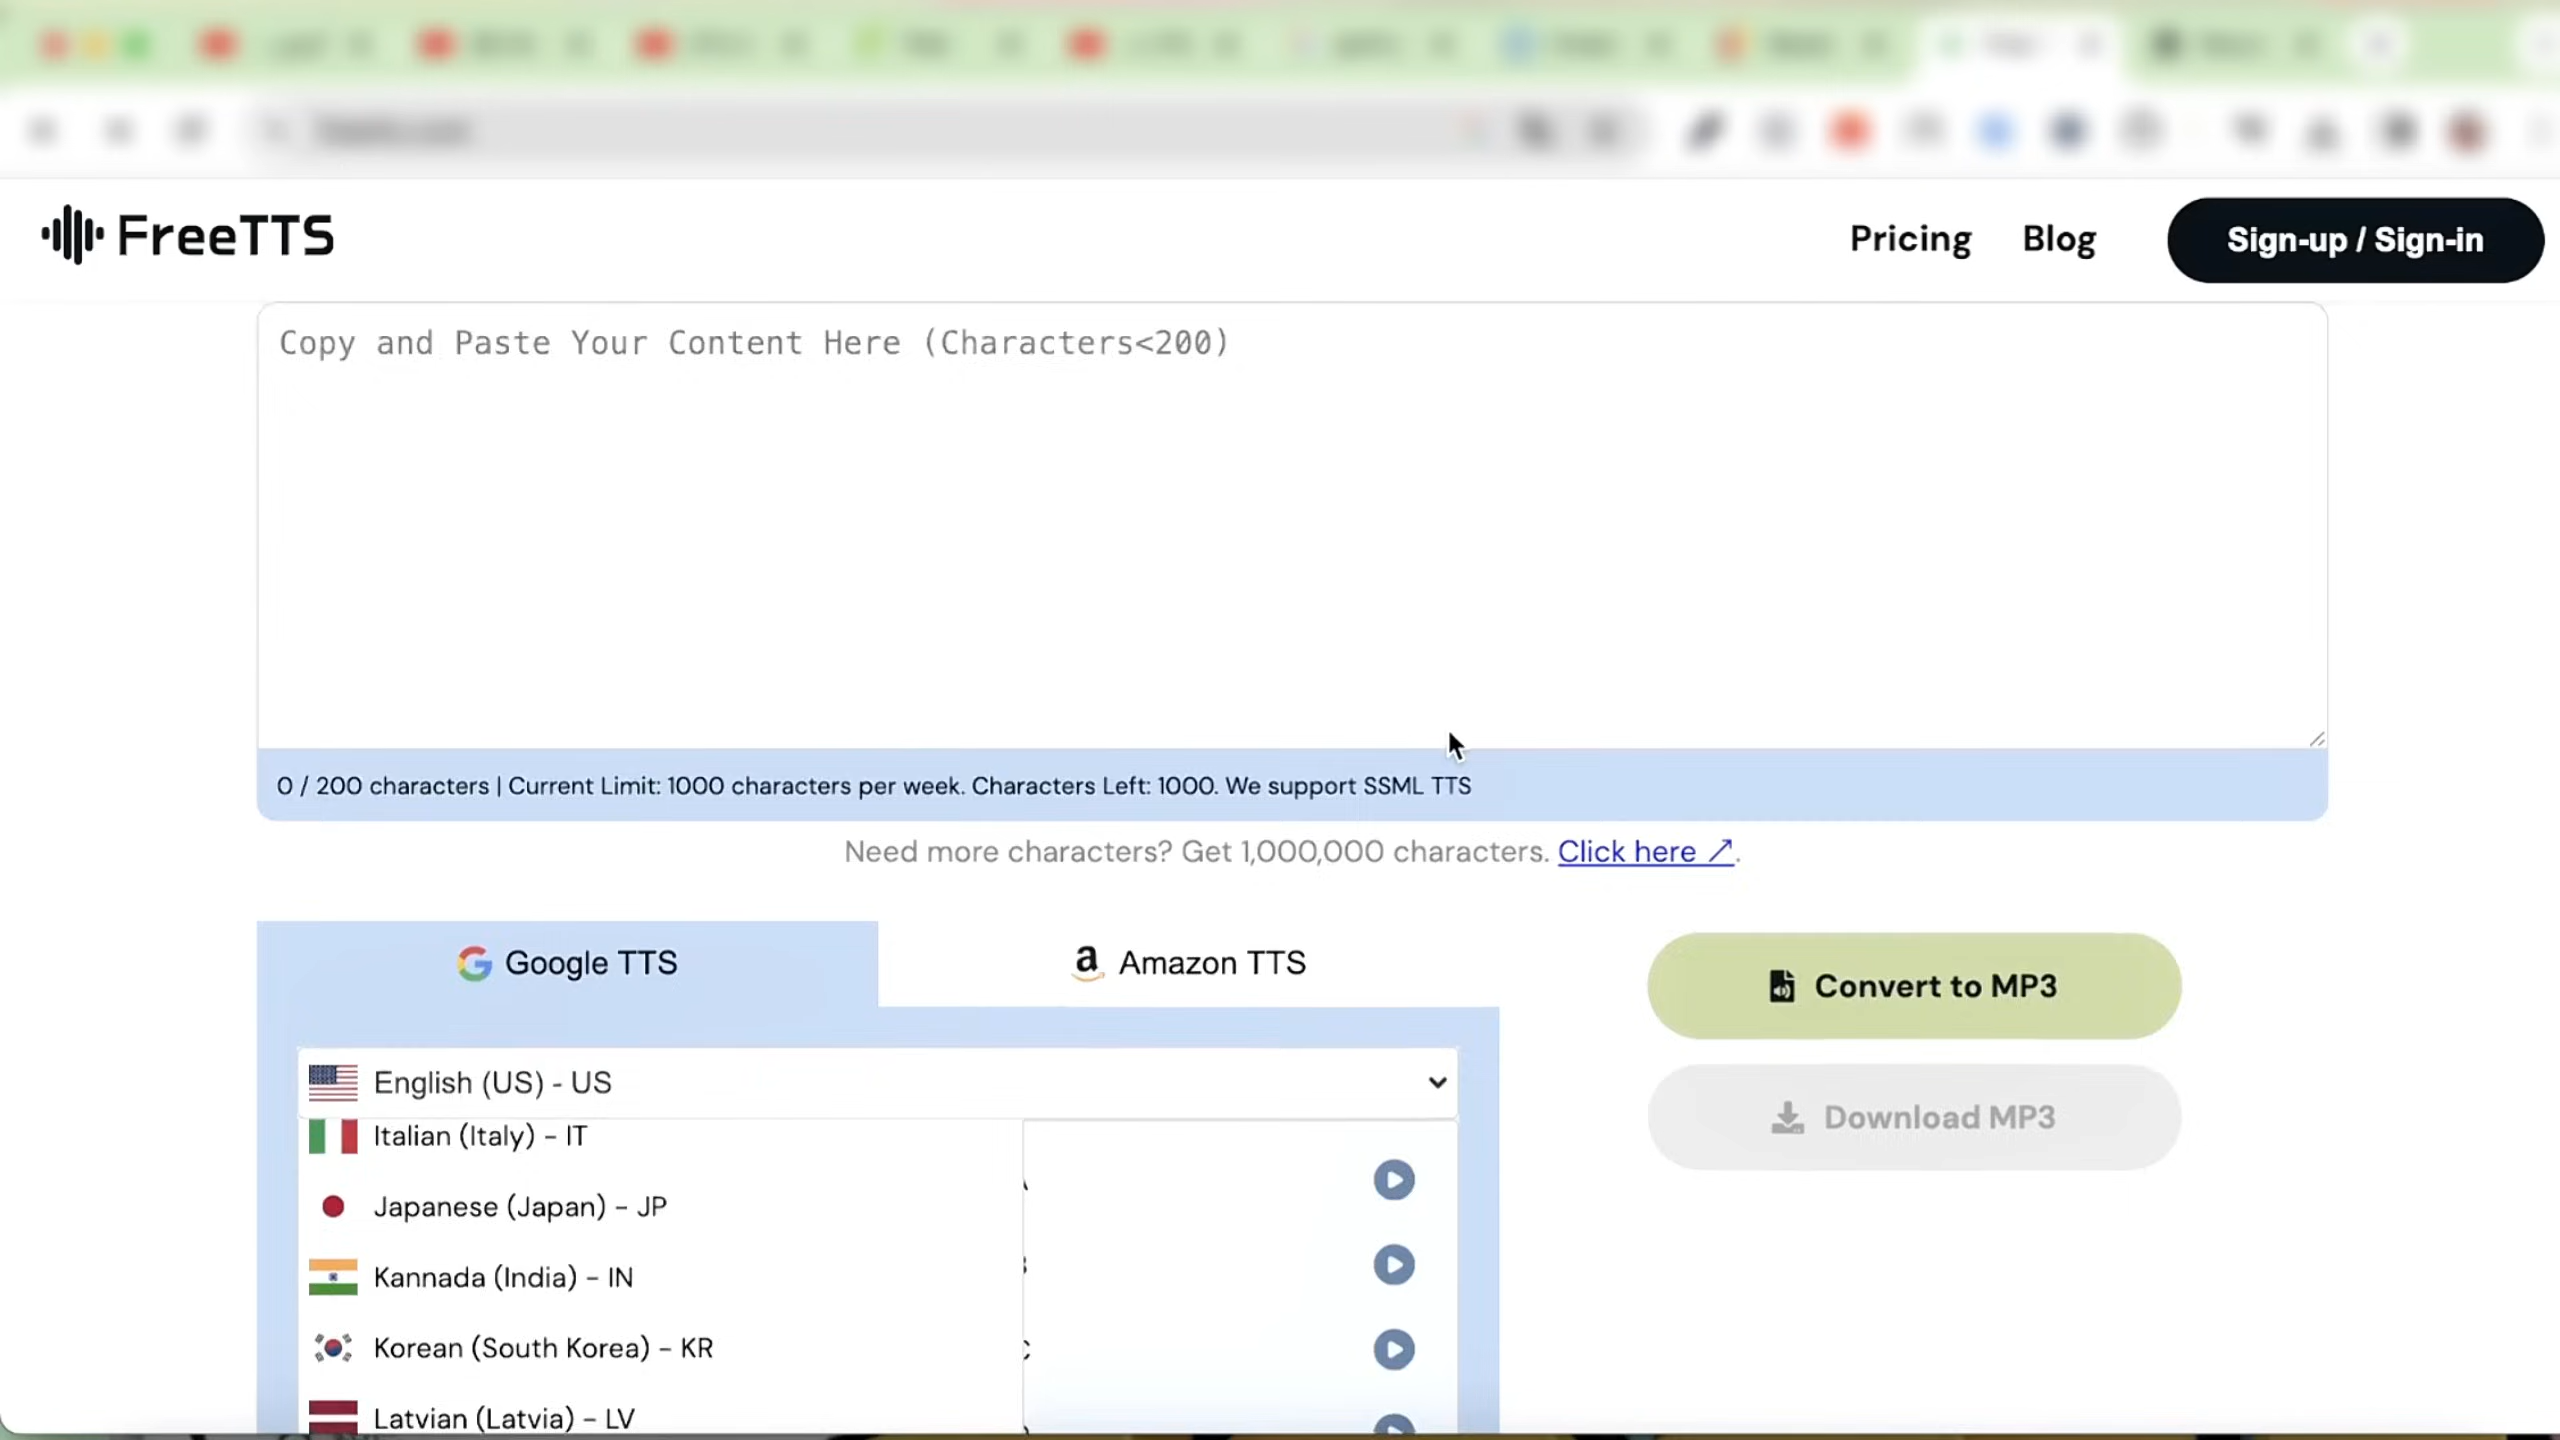 FreeTTS
Pricing
Blog
Sign-up / Sign-in
Copy and Paste Your Content Here (Characters<200)
0 / 200 characters | Current Limit: 1000 characters per week. Characters Left: 1000. We support SSML TTS
Need more characters? Get 1,000,000 characters. Click here ↗.
Google TTS
Amazon TTS
Convert to MP3
English (US) - US
Download MP3
Italian (Italy) - IT
Japanese (Japan) - JP
Kannada (India) - IN
Korean (South Korea) - KR
Latvian (Latvia) - LV